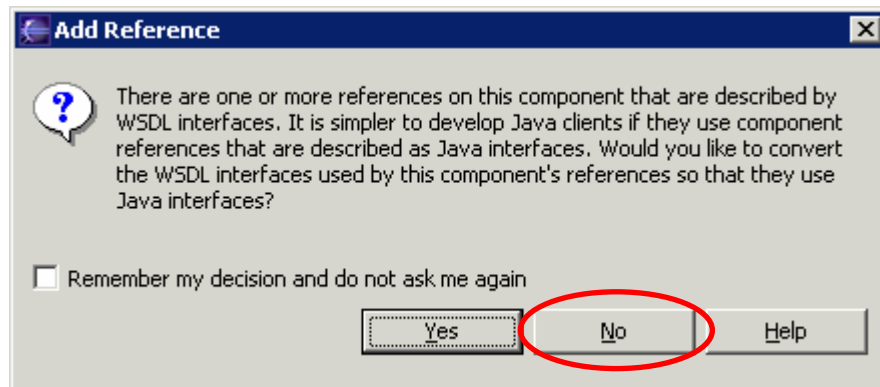 Add Reference
There are one or more references on this component that are described by
WSDL interfaces. It is simpler to develop Java clients if they use component
references that are described as Java interfaces. Would you like to convert
the WSDL interfaces used by this component's references so that they use
Java interfaces?
Remember my decision and do not ask me again
Yes No Help